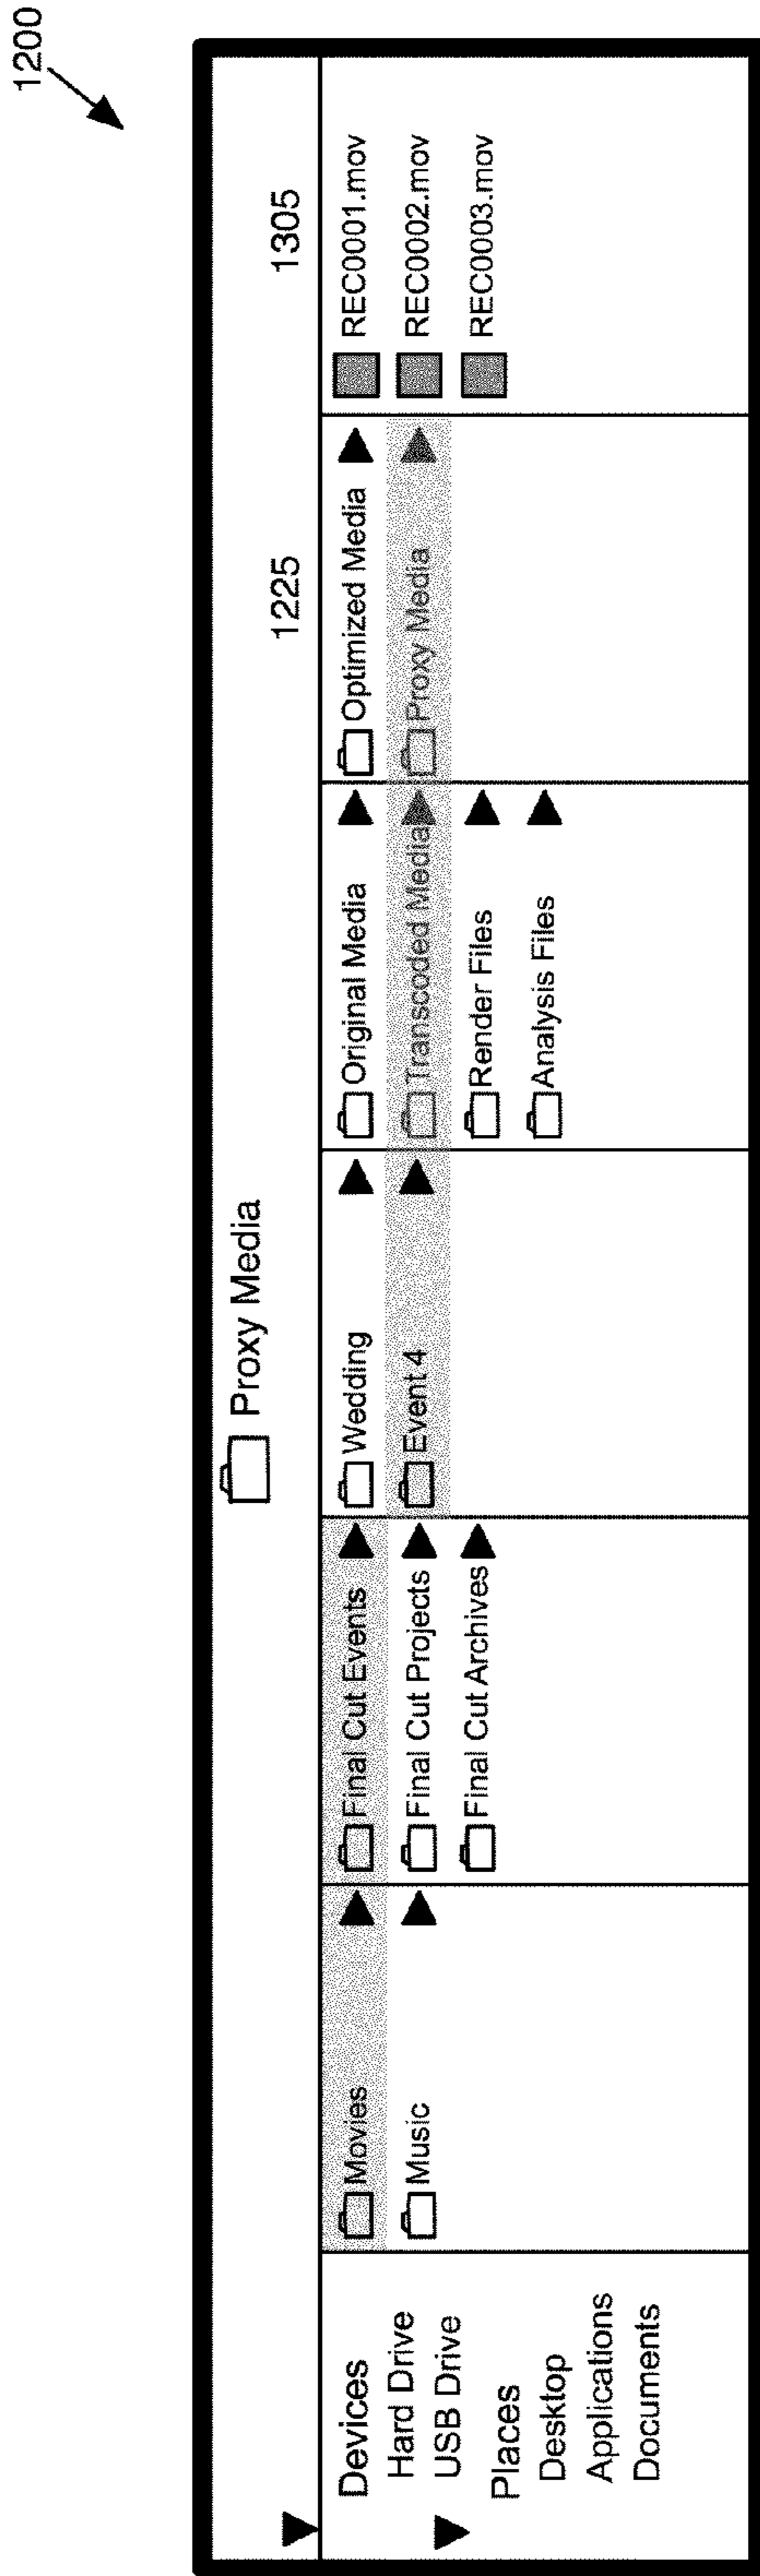 1200
Proxy Media
1225
1305
Devices
Hard Drive
USB Drive
Places
Desktop
Applications
Documents
Movies
Music
Final Cut Events
Final Cut Projects
Final Cut Archives
Wedding
Event 4
Original Media
Transcoded Media
Render Files
Analysis Files
Optimized Media
Proxy Media
REC0001.mov
REC0002.mov
REC0003.mov